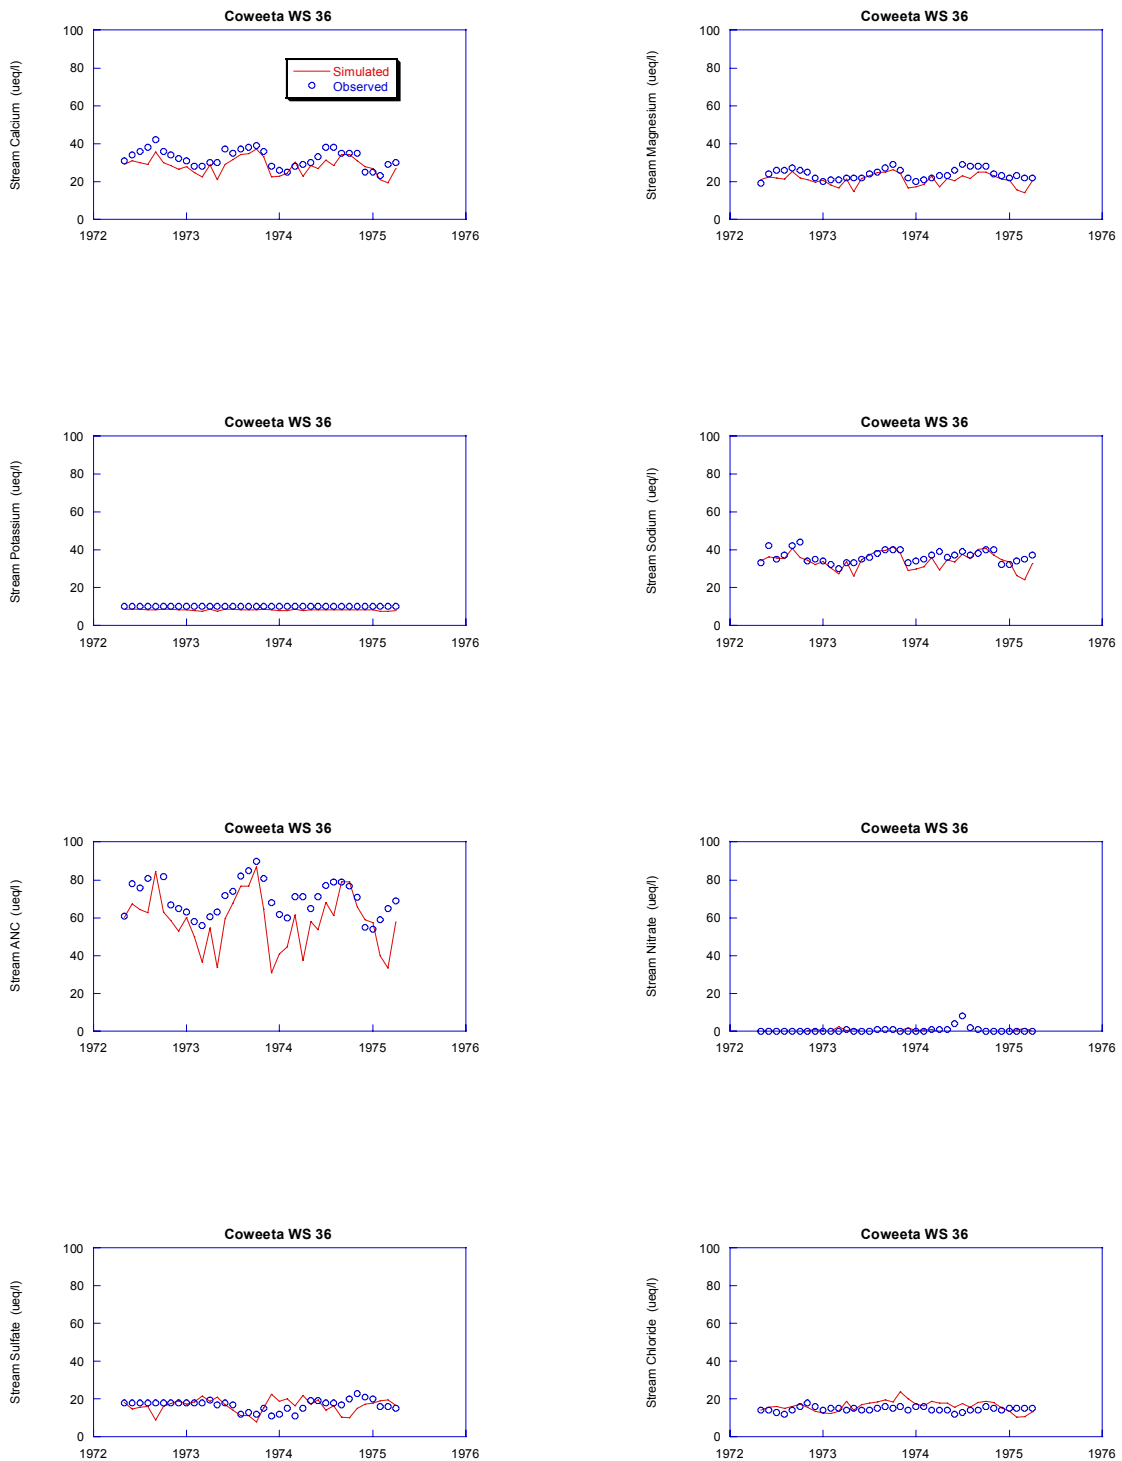 Coweeta WS 36
Stream Calcium (ueq/l)
100
80
60
40
20
0
1972 1973 1974 1975 1976
Simulated
Observed
Coweeta WS 36
Stream Magnesium (ueq/l)
100
80
60
40
20
0
1972 1973 1974 1975 1976
Coweeta WS 36
Stream Potassium (ueq/l)
100
80
60
40
20
0
1972 1973 1974 1975 1976
Coweeta WS 36
Stream Sodium (ueq/l)
100
80
60
40
20
0
1972 1973 1974 1975 1976
Coweeta WS 36
Stream ANC (ueq/l)
100
80
60
40
20
0
1972 1973 1974 1975 1976
Coweeta WS 36
Stream Nitrate (ueq/l)
100
80
60
40
20
0
1972 1973 1974 1975 1976
Coweeta WS 36
Stream Sulfate (ueq/l)
100
80
60
40
20
0
1972 1973 1974 1975 1976
Coweeta WS 36
Stream Chloride (ueq/l)
100
80
60
40
20
0
1972 1973 1974 1975 1976